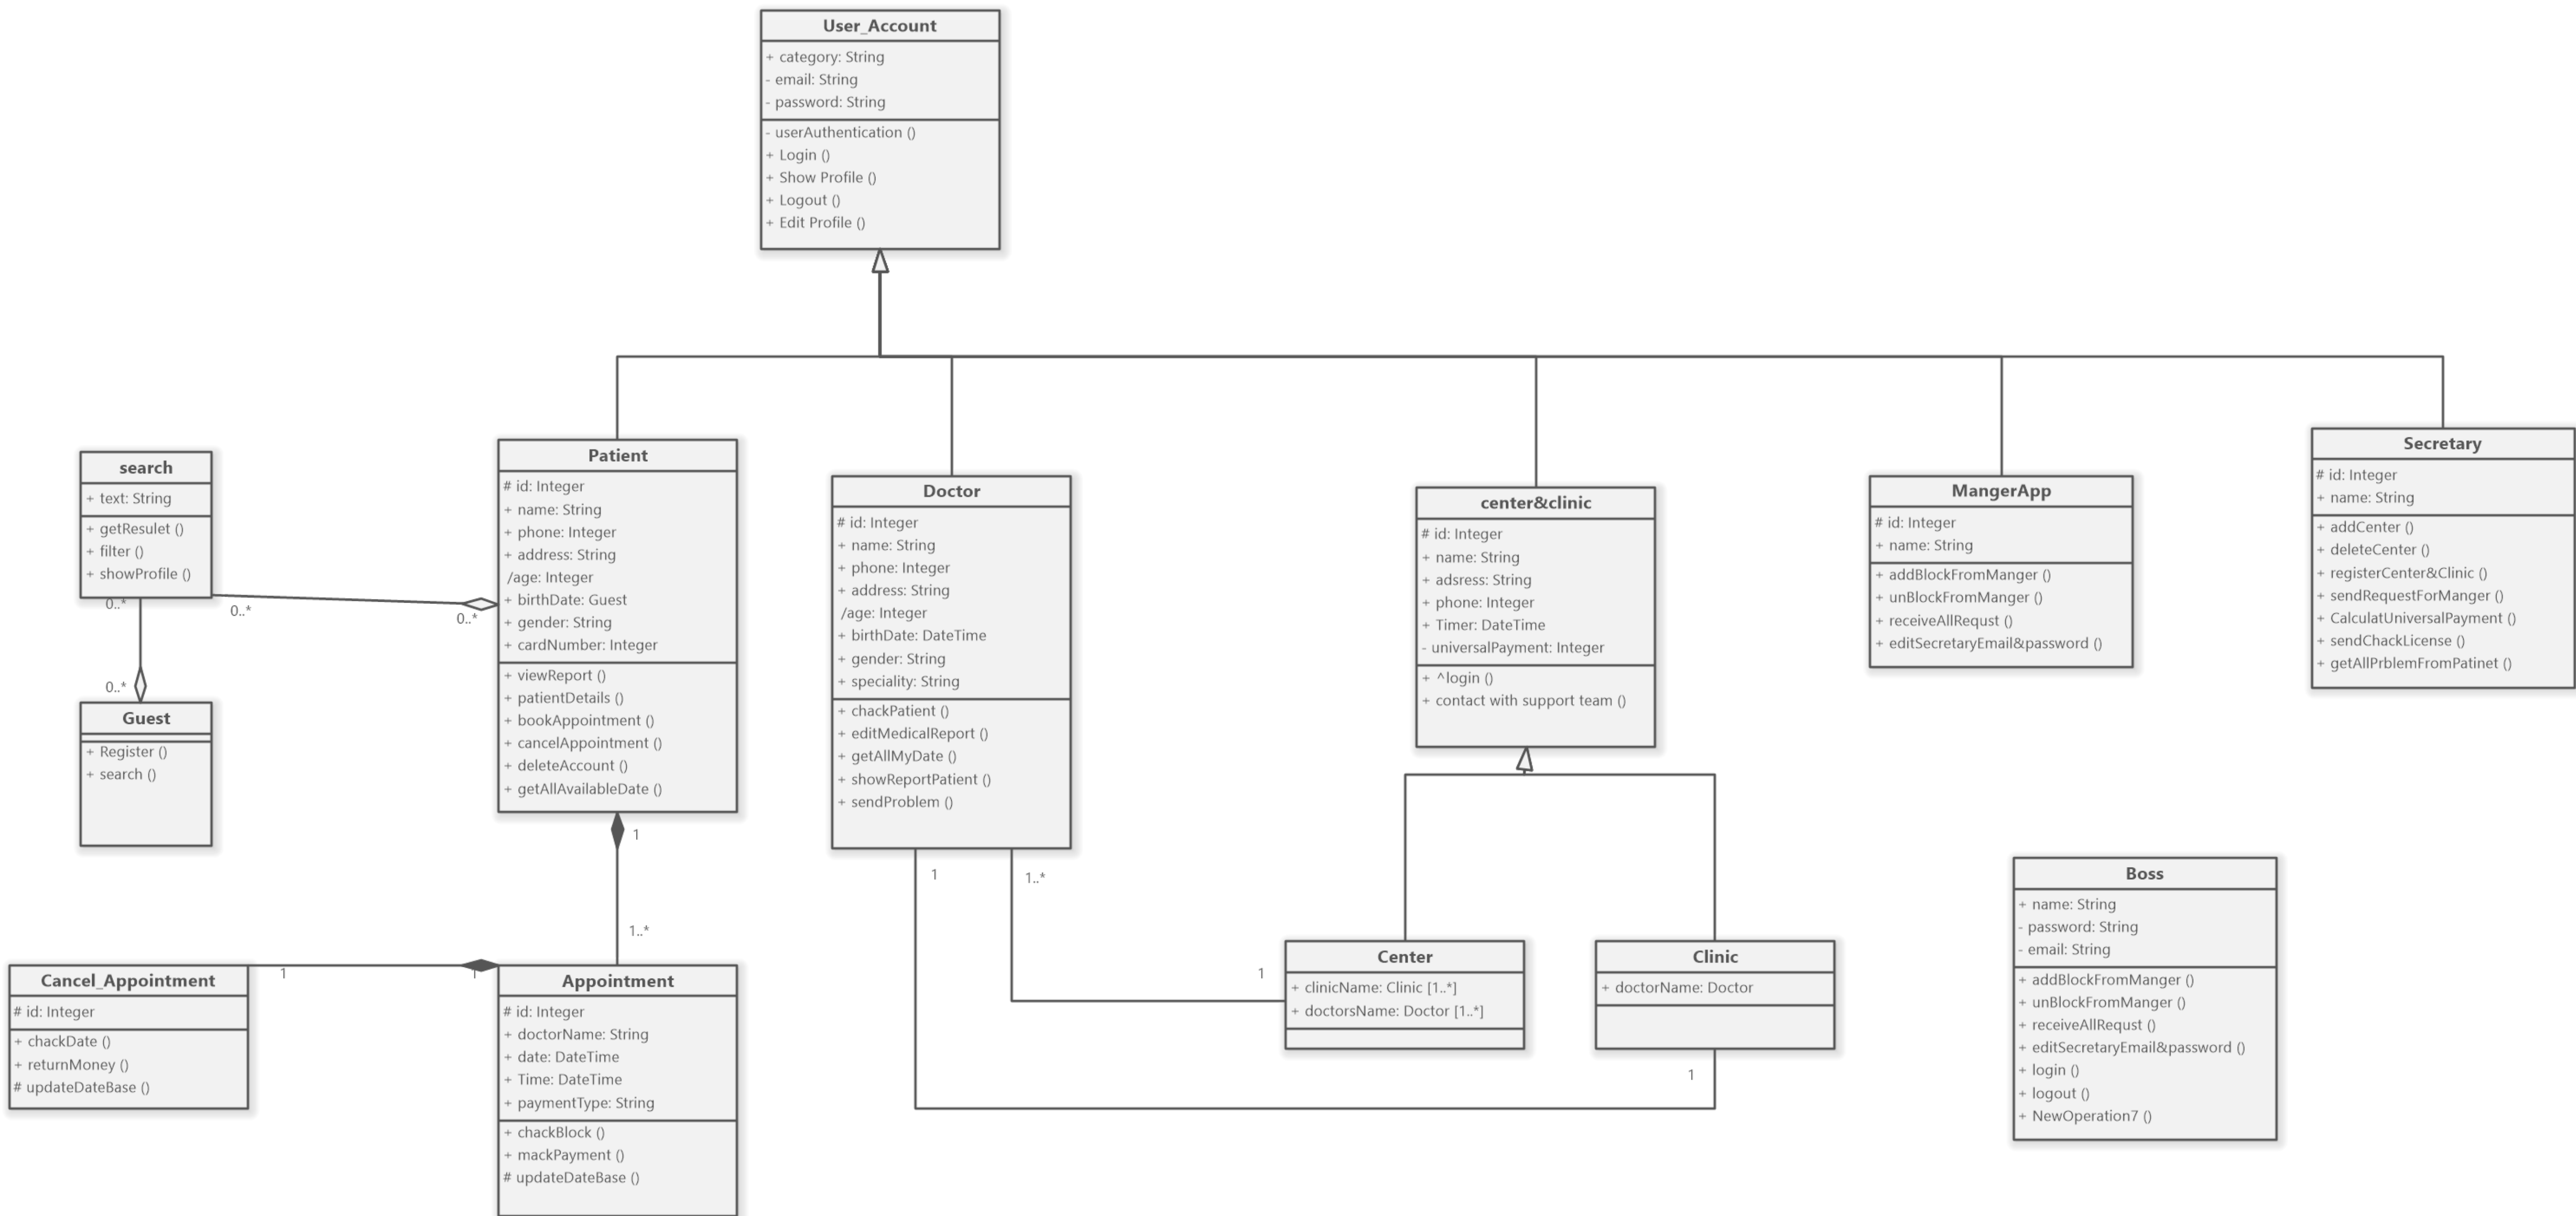 User_Account
+ category: String
- email: String
- password: String
- userAuthentication ()
+ Login ()
+ Show Profile ()
+ Logout ()
+ Edit Profile ()
search
+ text: String
+ getResulet ()
+ filter ()
+ showProfile ()
0..*
0..*
0..*
0..*
Guest
+ Register ()
+ search ()
Patient
# id: Integer
+ name: String
+ phone: Integer
+ address: String
/age: Integer
+ birthDate: Guest
+ gender: String
+ cardNumber: Integer
+ viewReport ()
+ patientDetails ()
+ bookAppointment ()
+ cancelAppointment ()
+ deleteAccount ()
+ getAllAvailableDate ()
1
1..*
Doctor
# id: Integer
+ name: String
+ phone: Integer
+ address: String
/age: Integer
+ birthDate: DateTime
+ gender: String
+ speciality: String
+ chackPatient ()
+ editMedicalReport ()
+ getAllMyDate ()
+ showReportPatient ()
+ sendProblem ()
1
1..*
center&clinic
# id: Integer
+ name: String
+ adsress: String
+ phone: Integer
+ Timer: DateTime
- universalPayment: Integer
+ ^login ()
+ contact with support team ()
MangerApp
# id: Integer
+ name: String
+ addBlockFromManger ()
+ unBlockFromManger ()
+ receiveAllRequst ()
+ editSecretaryEmail&password ()
Secretary
# id: Integer
+ name: String
+ addCenter ()
+ deleteCenter ()
+ registerCenter&Clinic ()
+ sendRequestForManger ()
+ CalculatUniversalPayment ()
+ sendChackLicense ()
+ getAllPrblemFromPatinet ()
Cancel_Appointment
# id: Integer
+ chackDate ()
+ returnMoney ()
# updateDateBase ()
1
1
Appointment
# id: Integer
+ doctorName: String
+ date: DateTime
+ Time: DateTime
+ paymentType: String
+ chackBlock ()
+ mackPayment ()
# updateDateBase ()
1
Center
+ clinicName: Clinic [1..*]
+ doctorsName: Doctor [1..*]
Clinic
+ doctorName: Doctor
1
Boss
+ name: String
- password: String
- email: String
+ addBlockFromManger ()
+ unBlockFromManger ()
+ receiveAllRequst ()
+ editSecretaryEmail&password ()
+ login ()
+ logout ()
+ NewOperation7 ()